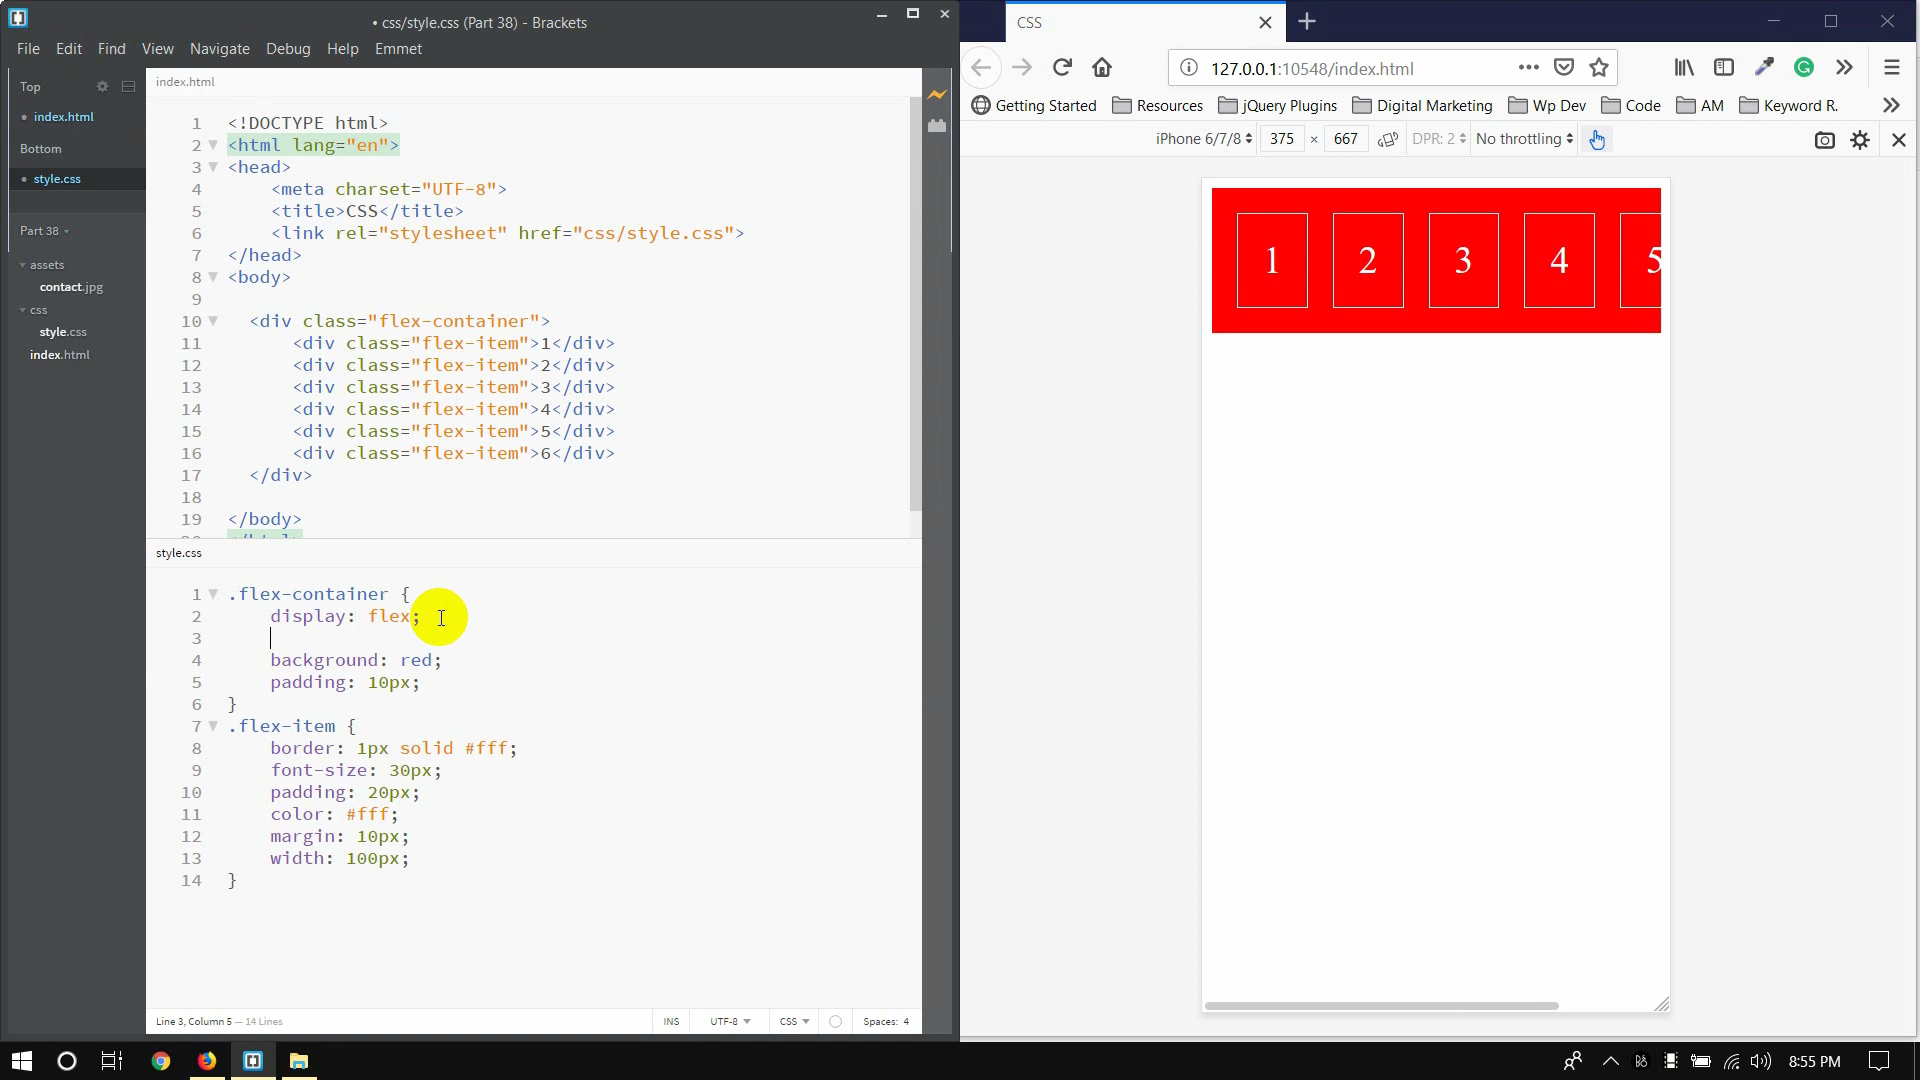 • css/style.css (Part 38) - Brackets
File Edit Find View Navigate Debug Help Emmet
Top
• index.html
Bottom
• style.css
Part 38
assets
contact.jpg
css
style.css
index.html
index.html
1 <!DOCTYPE html>
2 <html lang="en">
3 <head>
4 <meta charset="UTF-8">
5 <title>CSS</title>
6 <link rel="stylesheet" href="css/style.css">
7 </head>
8 <body>
9
10 <div class="flex-container">
11 <div class="flex-item">1</div>
12 <div class="flex-item">2</div>
13 <div class="flex-item">3</div>
14 <div class="flex-item">4</div>
15 <div class="flex-item">5</div>
16 <div class="flex-item">6</div>
17 </div>
18
19 </body>
style.css
1 .flex-container {
2 display: flex;
3
4 background: red;
5 padding: 10px;
6 }
7 .flex-item {
8 border: 1px solid #fff;
9 font-size: 30px;
10 padding: 20px;
11 color: #fff;
12 margin: 10px;
13 width: 100px;
14 }
Line 3, Column 5 — 14 Lines
INS UTF-8 CSS Spaces: 4
CSS
127.0.0.1:10548/index.html
Getting Started Resources jQuery Plugins Digital Marketing Wp Dev Code AM Keyword R.
iPhone 6/7/8 375 × 667 DPR: 2 No throttling
1 2 3 4 5
8:55 PM